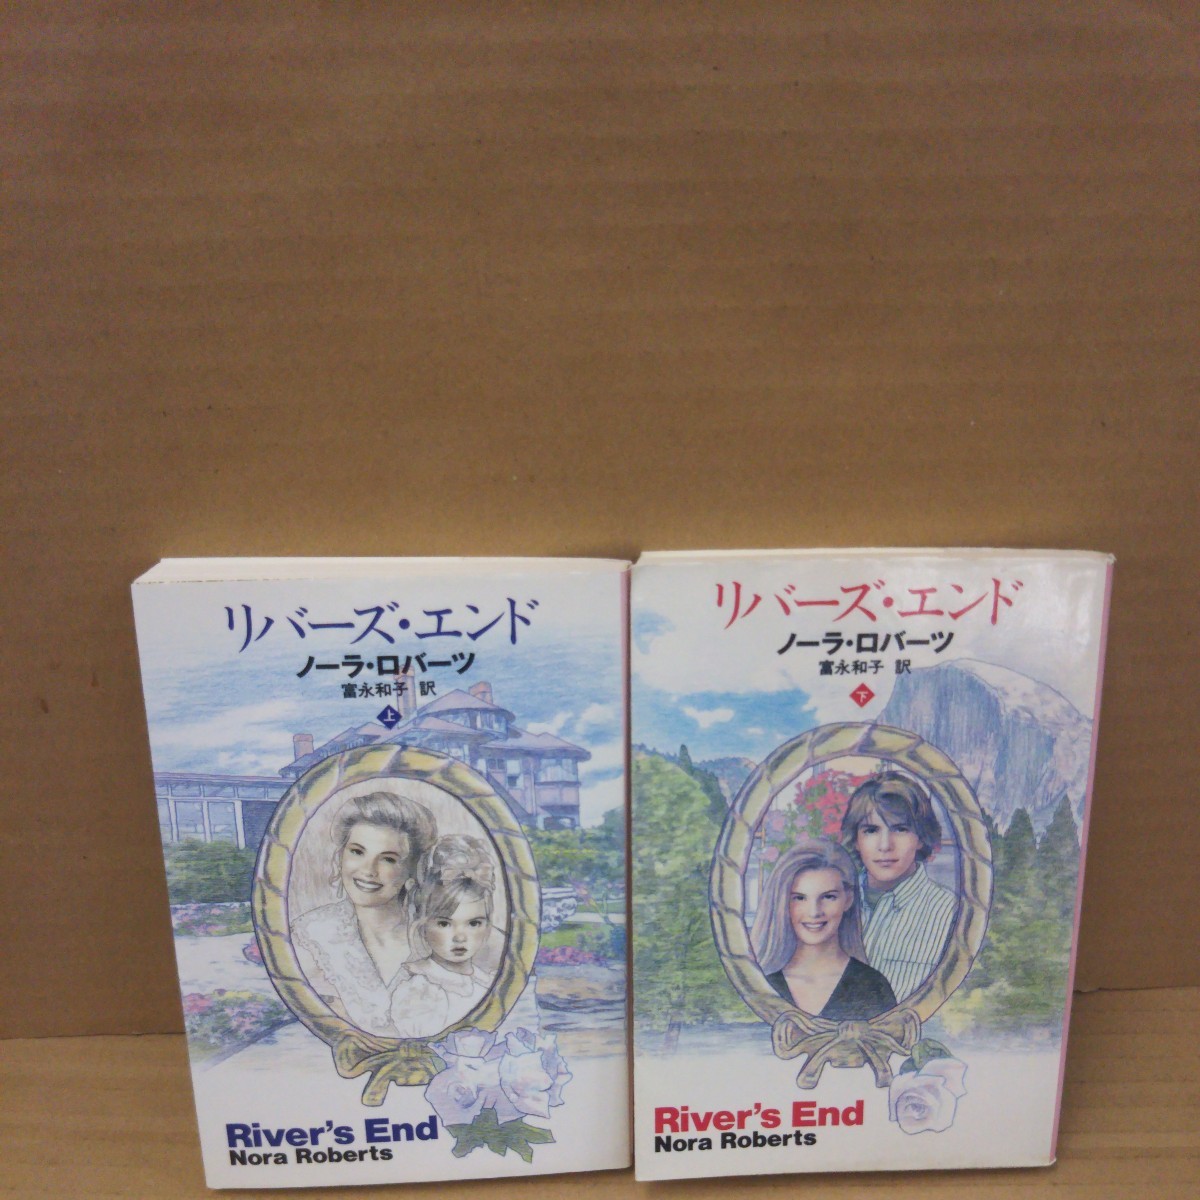 リバーズ・エンド
ノーラ・ロバーツ
富永和子 訳
上
River's End
Nora Roberts
リバーズ・エンド
ノーラ・ロバーツ
富永和子 訳
下
River's End
Nora Roberts